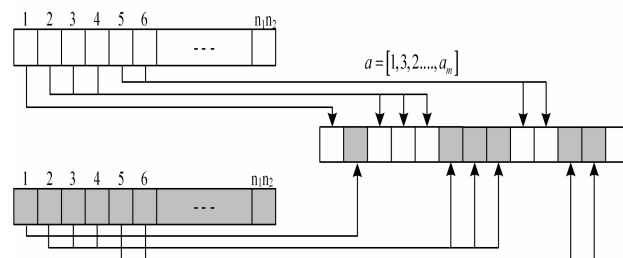 1 2 3 4 5 6 n₁n₂
- - -
a = [1,3,2....,aₘ]
1 2 3 4 5 6 n₁n₂
- - -